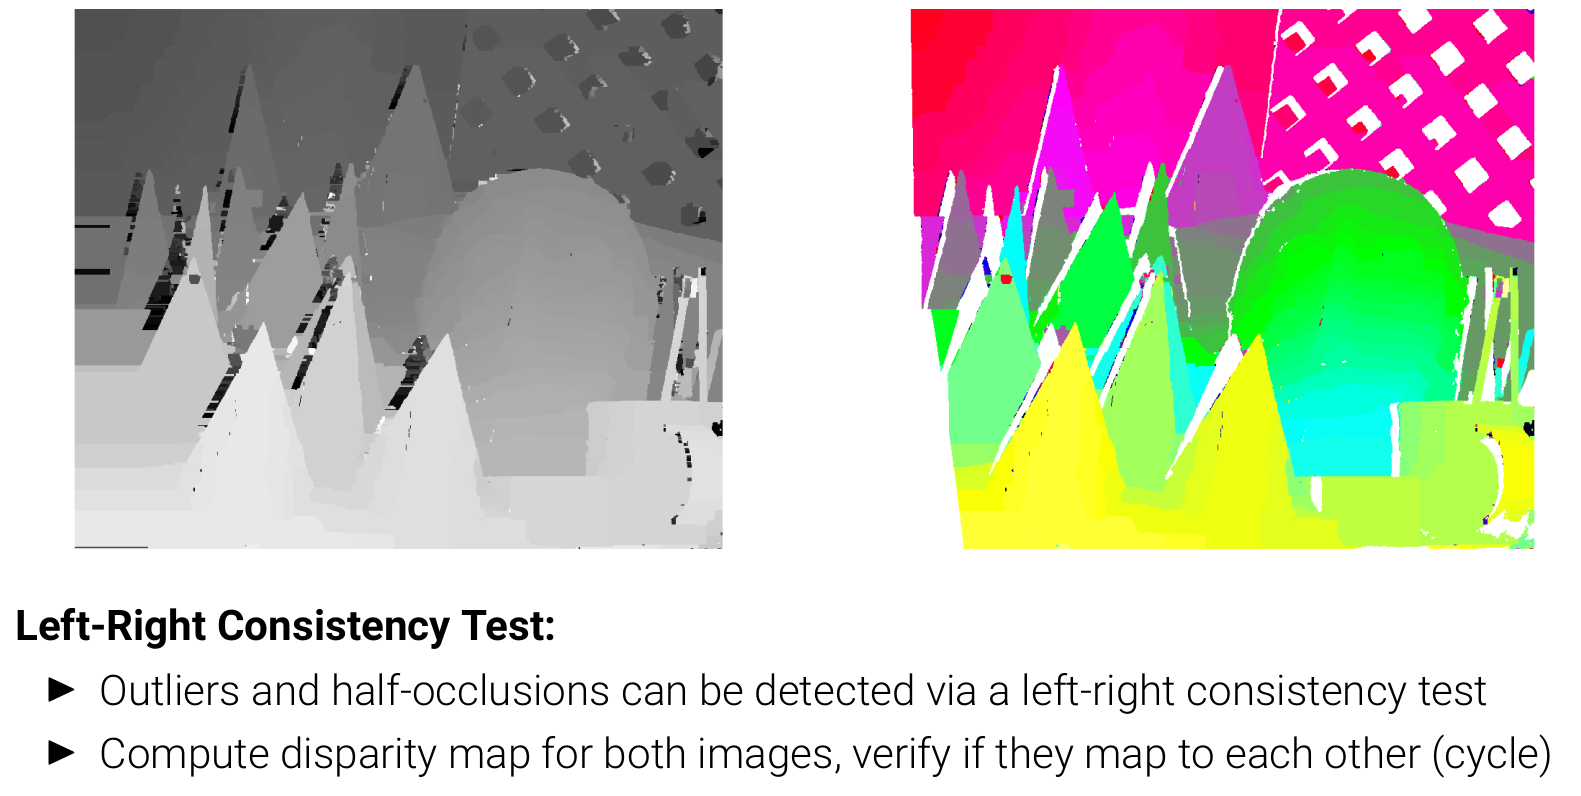 Left-Right Consistency Test:
► Outliers and half-occlusions can be detected via a left-right consistency test
► Compute disparity map for both images, verify if they map to each other (cycle)